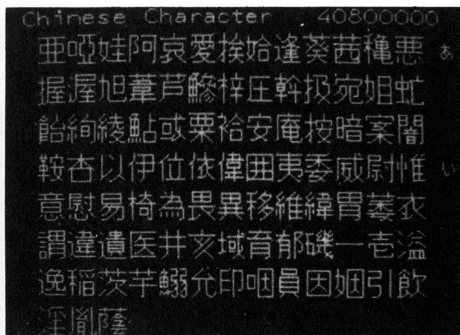 Chinese Character 40800000
亜啞娃阿哀愛挨姶逢葵茜穐悪 あ
握渥旭葦芦鰺梓圧斡扱宛姐虻
飴絢綾鮎或粟袷安庵按暗案闇
鞍杏以伊位依偉囲夷委威尉惟 い
意慰易椅為畏異移維緯胃萎衣
謂違遺医井亥域育郁磯一壱溢
逸稲茨芋鰯允印咽員因姻引飲
淫胤蔭